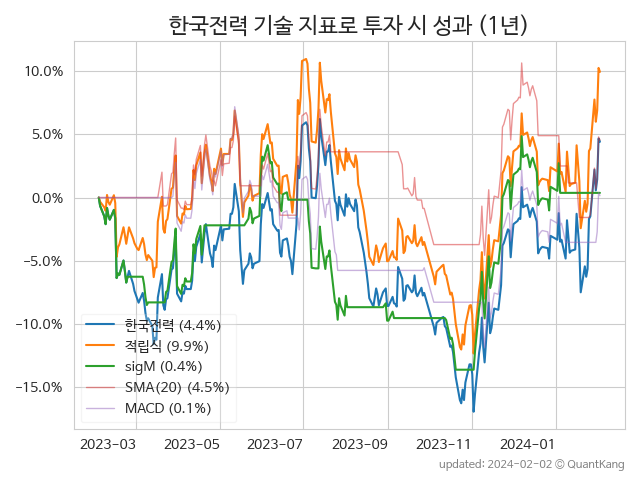 한국전력 기술 지표로 투자 시 성과 (1년)
10.0%
5.0%
0.0%
−5.0%
−10.0%
−15.0%
한국전력 (4.4%)
적립식 (9.9%)
sigM (0.4%)
SMA(20) (4.5%)
MACD (0.1%)
2023-03 2023-05 2023-07 2023-09 2023-11 2024-01
updated: 2024-02-02 © QuantKang